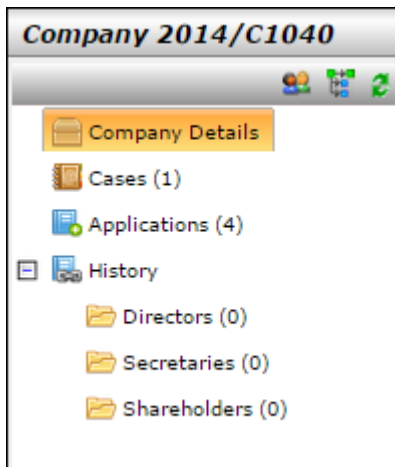 Company 2014/C1040
Company Details
Cases (1)
Applications (4)
History
Directors (0)
Secretaries (0)
Shareholders (0)